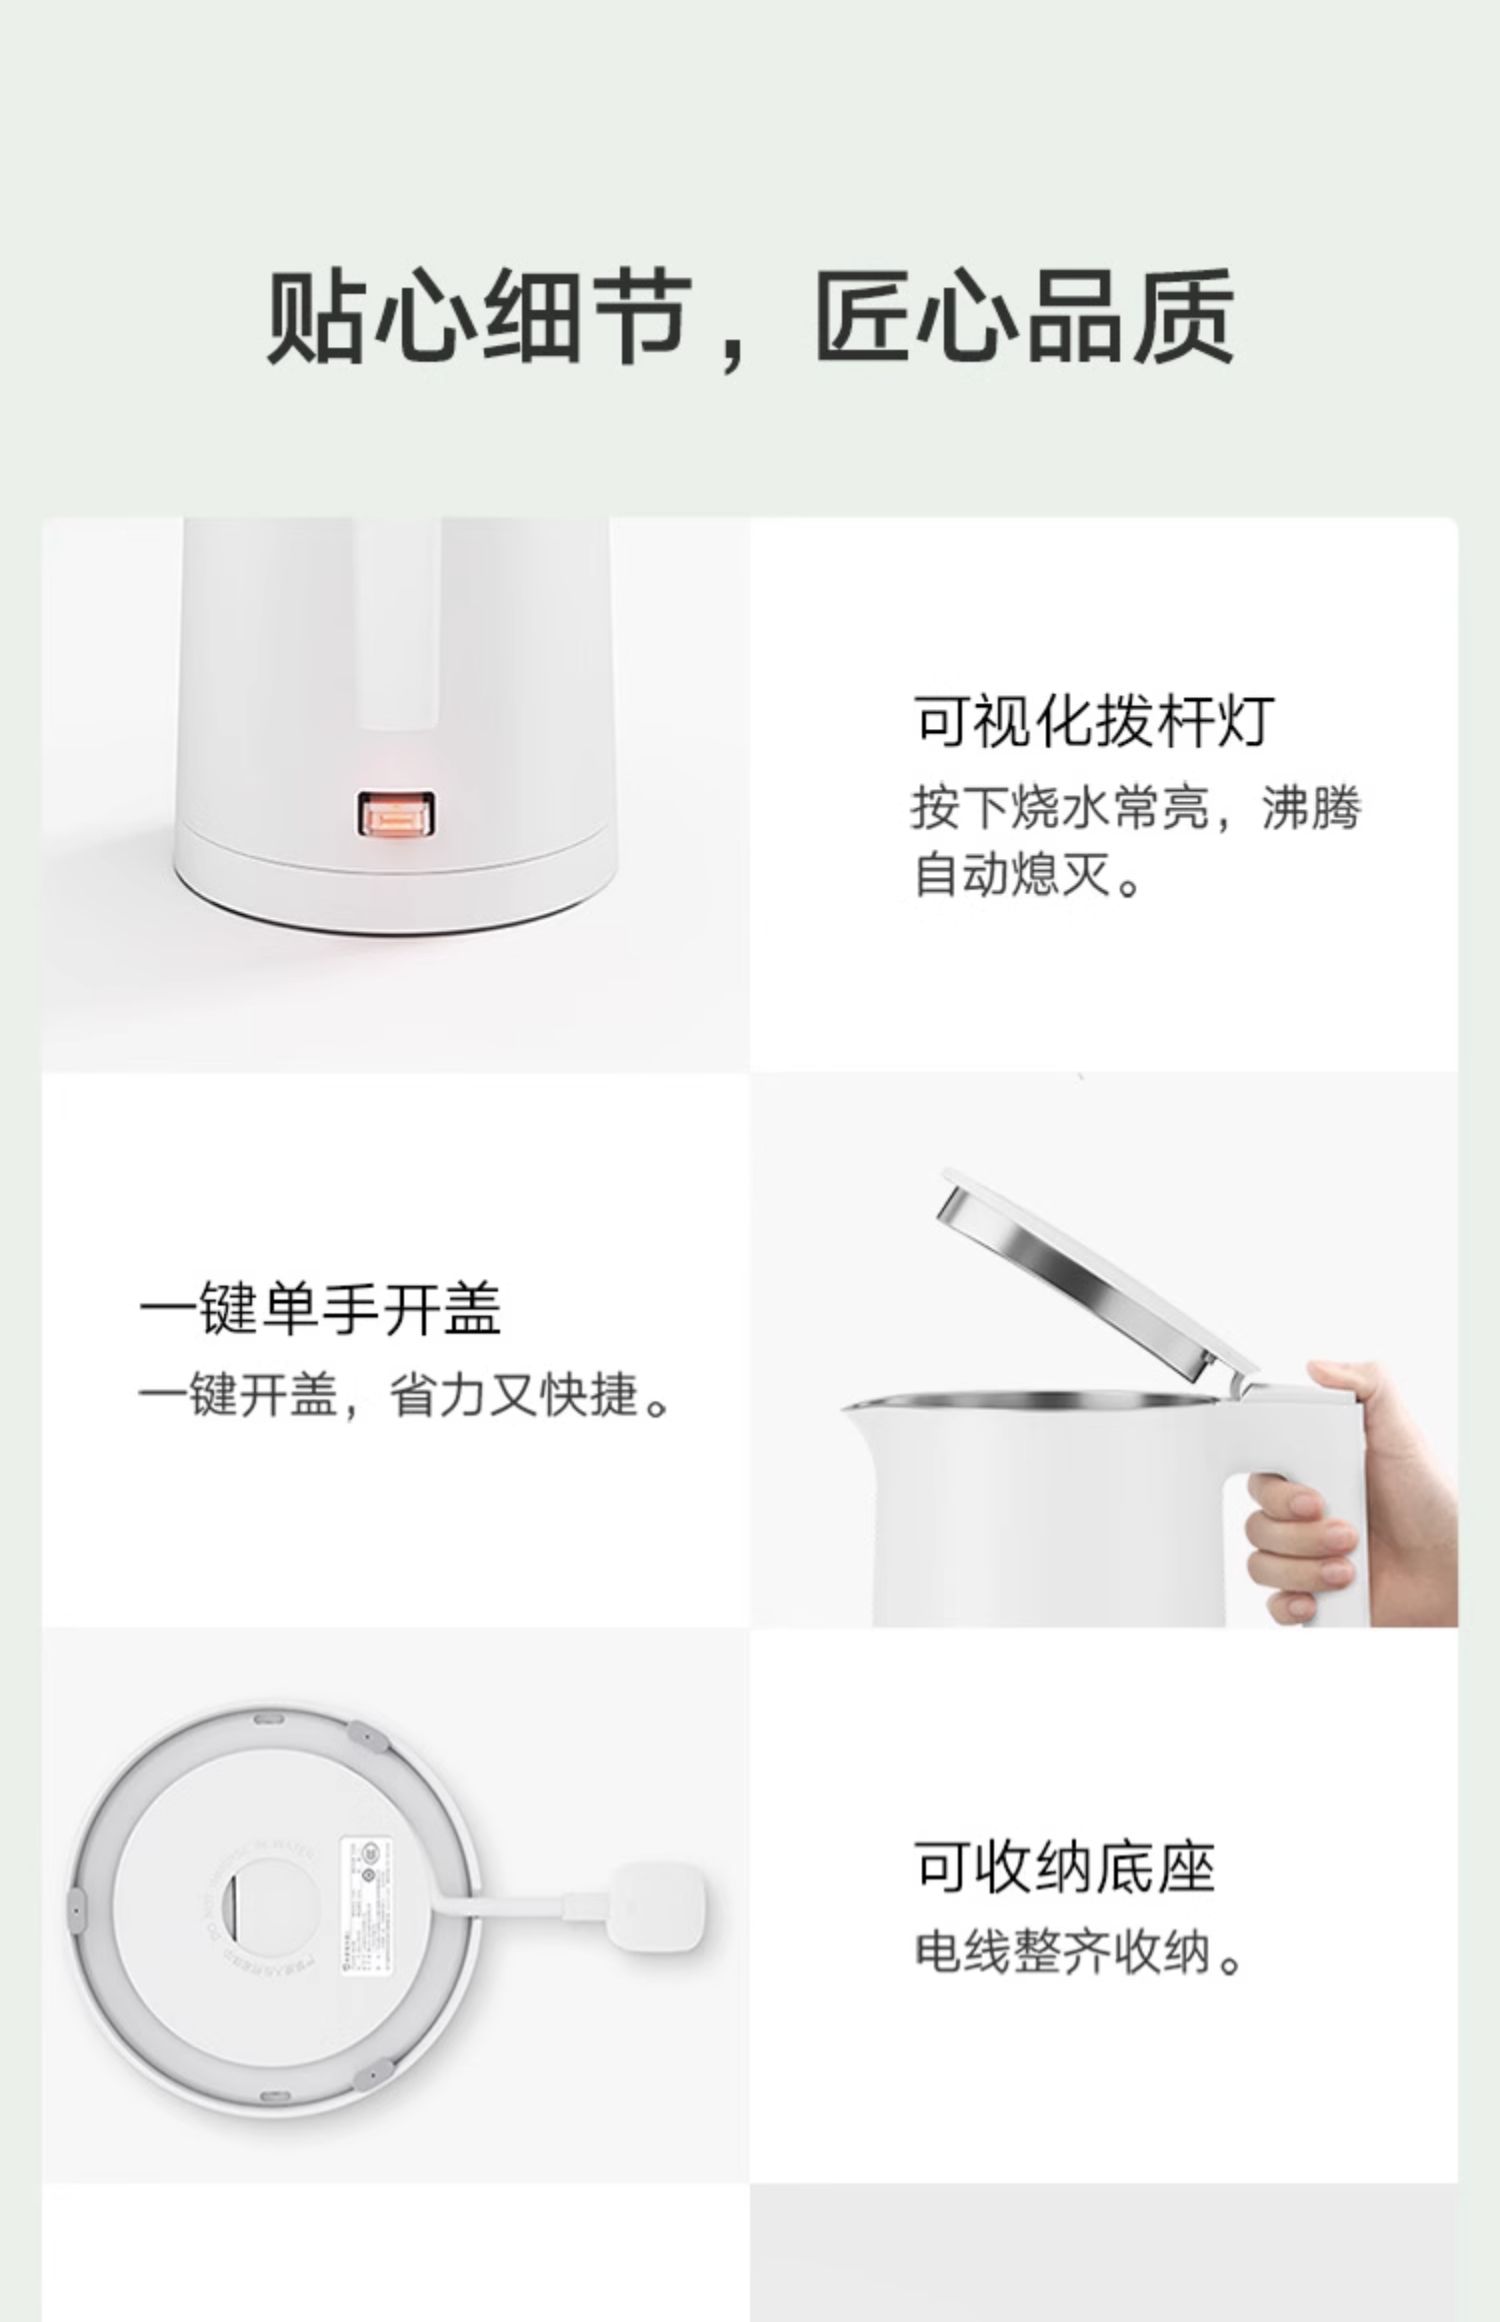 贴心细节，匠心品质
可视化拨杆灯
按下烧水常亮，沸腾
自动熄灭。
一键单手开盖
一键开盖，省力又快捷。
可收纳底座
电线整齐收纳。